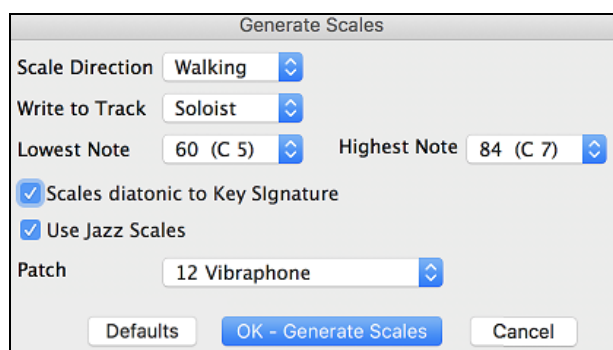 Generate Scales
Scale Direction Walking
Write to Track Soloist
Lowest Note 60 (C 5) Highest Note 84 (C 7)
Scales diatonic to Key SIgnature
Use Jazz Scales
Patch 12 Vibraphone
Defaults OK - Generate Scales Cancel